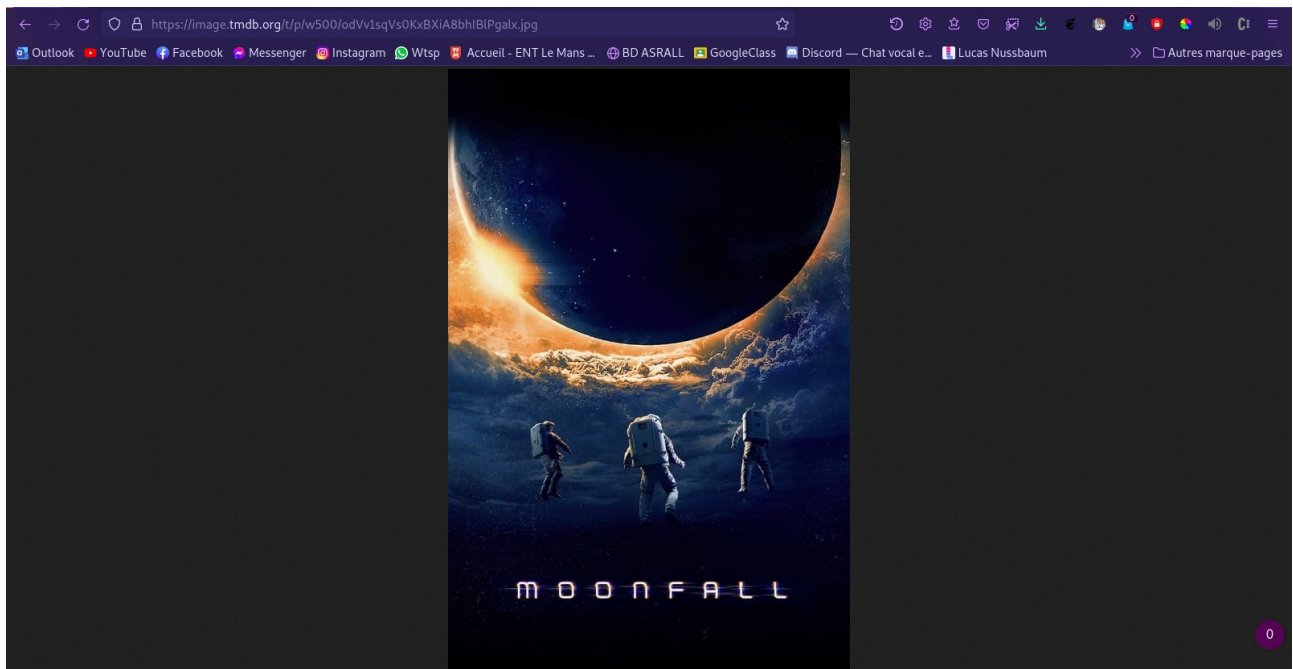 https://image.tmdb.org/t/p/w500/odVv1sqVs0KxBXiA8bhIBlPgalx.jpg
0
Outlook YouTube Facebook Messenger Instagram Wtsp Accueil - ENT Le Mans ... BD ASRALL GoogleClass Discord — Chat vocal e... Lucas Nussbaum Autres marque-pages
MOONFALL
0